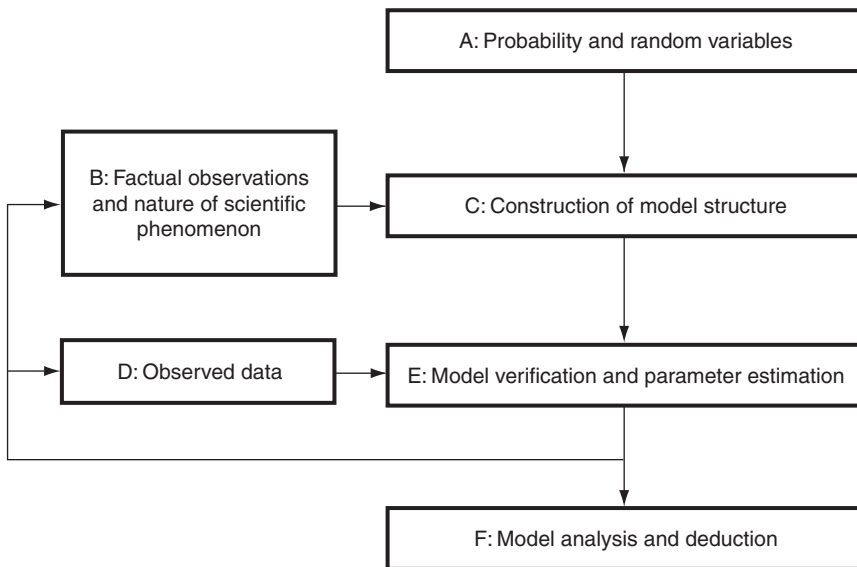 A: Probability and random variables
B: Factual observations
and nature of scientific
phenomenon
C: Construction of model structure
D: Observed data
E: Model verification and parameter estimation
F: Model analysis and deduction